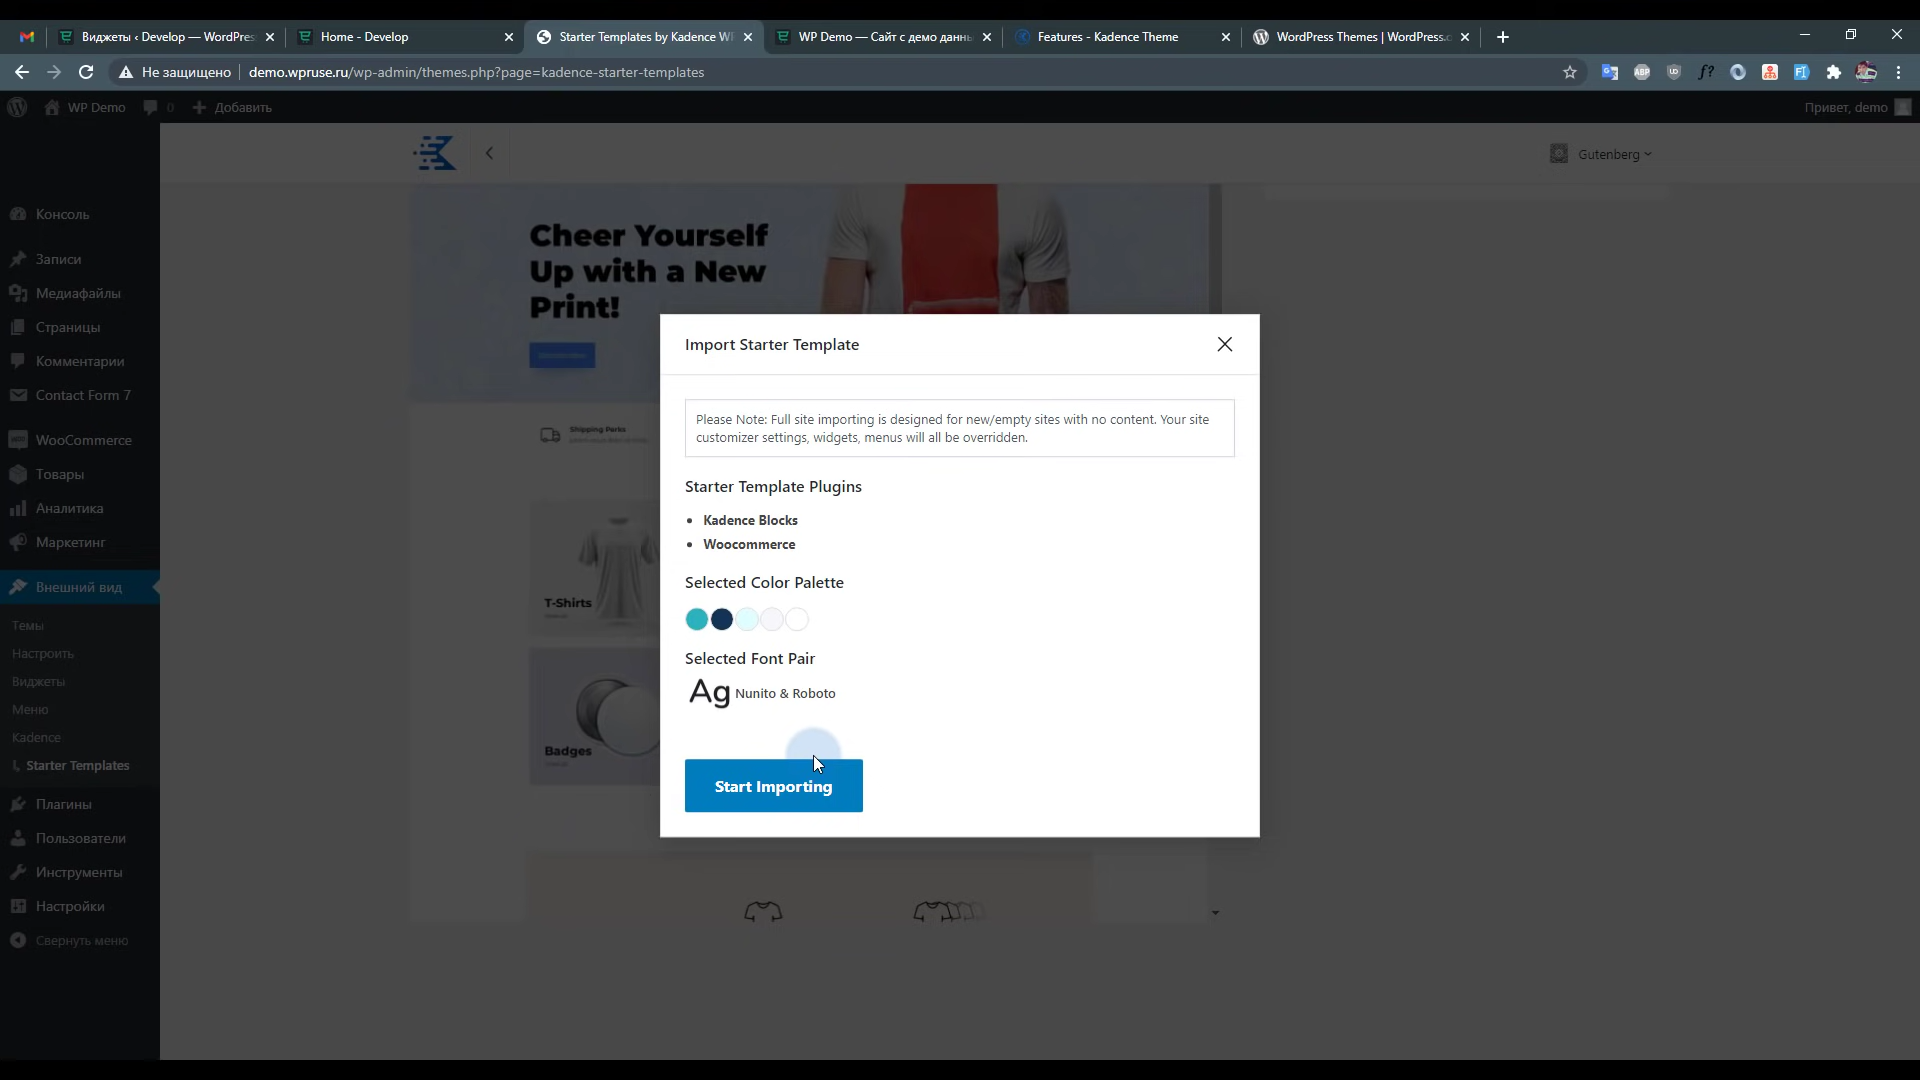 Виджеты ‹ Develop — WordPres
Home - Develop
Starter Templates by Kadence W
WP Demo — Сайт с демо данн
Features - Kadence Theme
WordPress Themes | WordPress.o
Не защищено
demo.wpruse.ru/wp-admin/themes.php?page=kadence-starter-templates
WP Demo
0
Добавить
Привет, demo
Gutenberg
Консоль
Записи
Медиафайлы
Страницы
Комментарии
Contact Form 7
WooCommerce
Товары
Аналитика
Маркетинг
Внешний вид
Темы
Настроить
Виджеты
Меню
Kadence
Starter Templates
Плагины
Пользователи
Инструменты
Настройки
Свернуть меню
Cheer Yourself
Up with a New
Print!
Shipping Perks
T-Shirts
Badges
Import Starter Template
Please Note: Full site importing is designed for new/empty sites with no content. Your site
customizer settings, widgets, menus will all be overridden.
Starter Template Plugins
Kadence Blocks
Woocommerce
Selected Color Palette
Selected Font Pair
Ag Nunito & Roboto
Start Importing